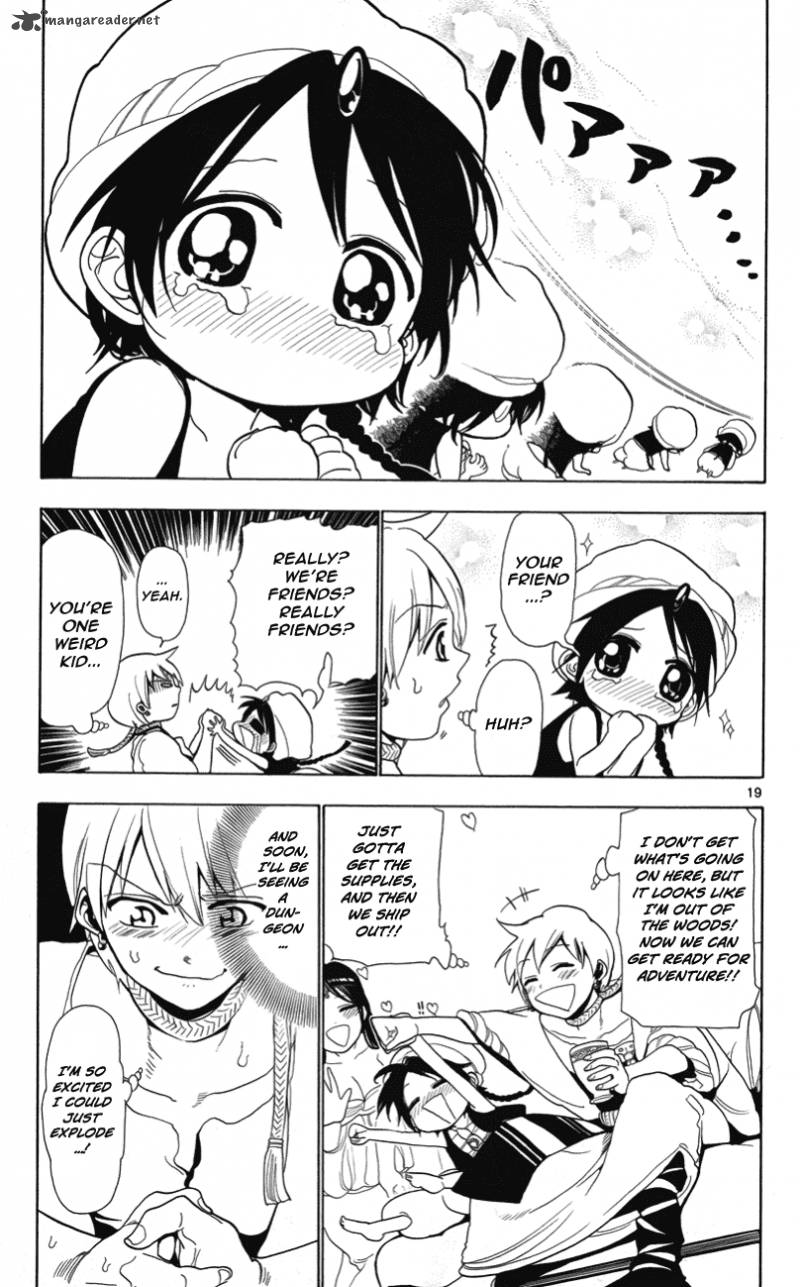 mangareader.net
パァァァ...
YOUR
FRIEND
...?
HUH?
REALLY?
WE'RE
FRIENDS?
REALLY
FRIENDS?
...
YEAH.
YOU'RE
ONE
WEIRD
KID...
19
I DON'T GET
WHAT'S GOING
ON HERE, BUT
IT LOOKS LIKE
I'M OUT OF
THE WOODS!
NOW WE CAN
GET READY FOR
ADVENTURE!!
JUST
GOTTA
GET THE
SUPPLIES,
AND THEN
WE SHIP
OUT!!
!!
AND
SOON,
I'LL BE
SEEING
A
DUN-
GEON
...
I'M SO
EXCITED
I COULD
JUST
EXPLODE
...!